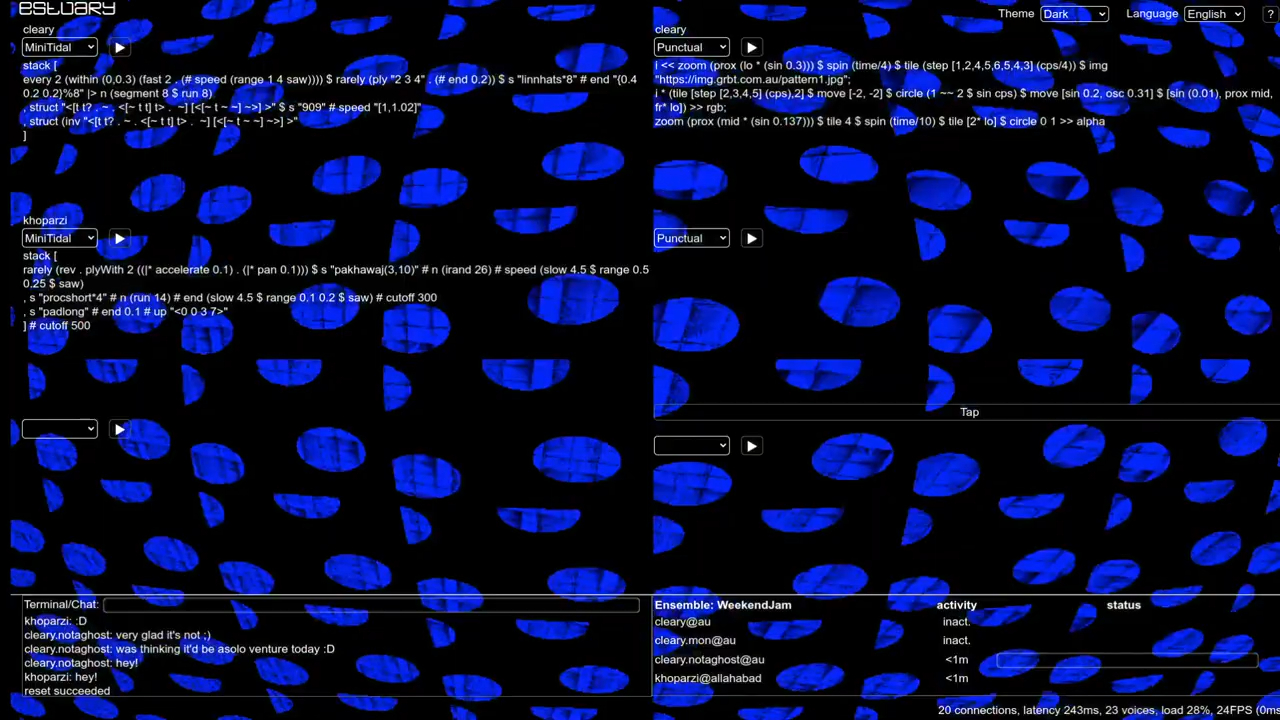 estuary
Theme Dark Language English ?
cleary
MiniTidal
stack [
every 2 (within (0,0.3) (fast 2 . (# speed (range 1 4 saw)))) $ rarely (ply "2 3 4" . (# end 0.2)) $ s "linnhats*8" # end "{0.4
0.2 0.2}%8" |> n (segment 8 $ run 8)
, struct "<[t t? . ~ . <[~ t t] t> . ~] [<[~ t ~ ~] ~>] >" $ s "909" # speed "[1,1.02]"
, struct (inv "<[t t? . ~ . <[~ t t] t> . ~] [<[~ t ~ ~] ~>] >"
]
cleary
Punctual
i << zoom (prox (lo * (sin 0.3))) $ spin (time/4) $ tile (step [1,2,4,5,6,5,4,3] (cps/4)) $ img
"https://img.grbt.com.au/pattern1.jpg";
i * (tile [step [2,3,4,5] (cps),2] $ move [-2, -2] $ circle (1 ~~ 2 $ sin cps) $ move [sin 0.2, osc 0.31] $ [sin (0.01), prox mid,
fr* lo]) >> rgb;
zoom (prox (mid * (sin 0.137))) $ tile 4 $ spin (time/10) $ tile [2* lo] $ circle 0 1 >> alpha
khoparzi
MiniTidal
stack [
rarely (rev . plyWith 2 ((|* accelerate 0.1) . (|* pan 0.1))) $ s "pakhawaj(3,10)" # n (irand 26) # speed (slow 4.5 $ range 0.5
0.25 $ saw)
, s "procshort*4" # n (run 14) # end (slow 4.5 $ range 0.1 0.2 $ saw) # cutoff 300
, s "padlong" # end 0.1 # up "<0 0 3 7>"
] # cutoff 500
Punctual
Tap
Terminal/Chat:
khoparzi: :D
cleary.notaghost: very glad it's not ;)
cleary.notaghost: was thinking it'd be asolo venture today :D
cleary.notaghost: hey!
khoparzi: hey!
reset succeeded
Ensemble: WeekendJam activity status
cleary@au inact.
cleary.mon@au inact.
cleary.notaghost@au <1m
khoparzi@allahabad <1m
20 connections, latency 243ms, 23 voices, load 28%, 24FPS (0ms